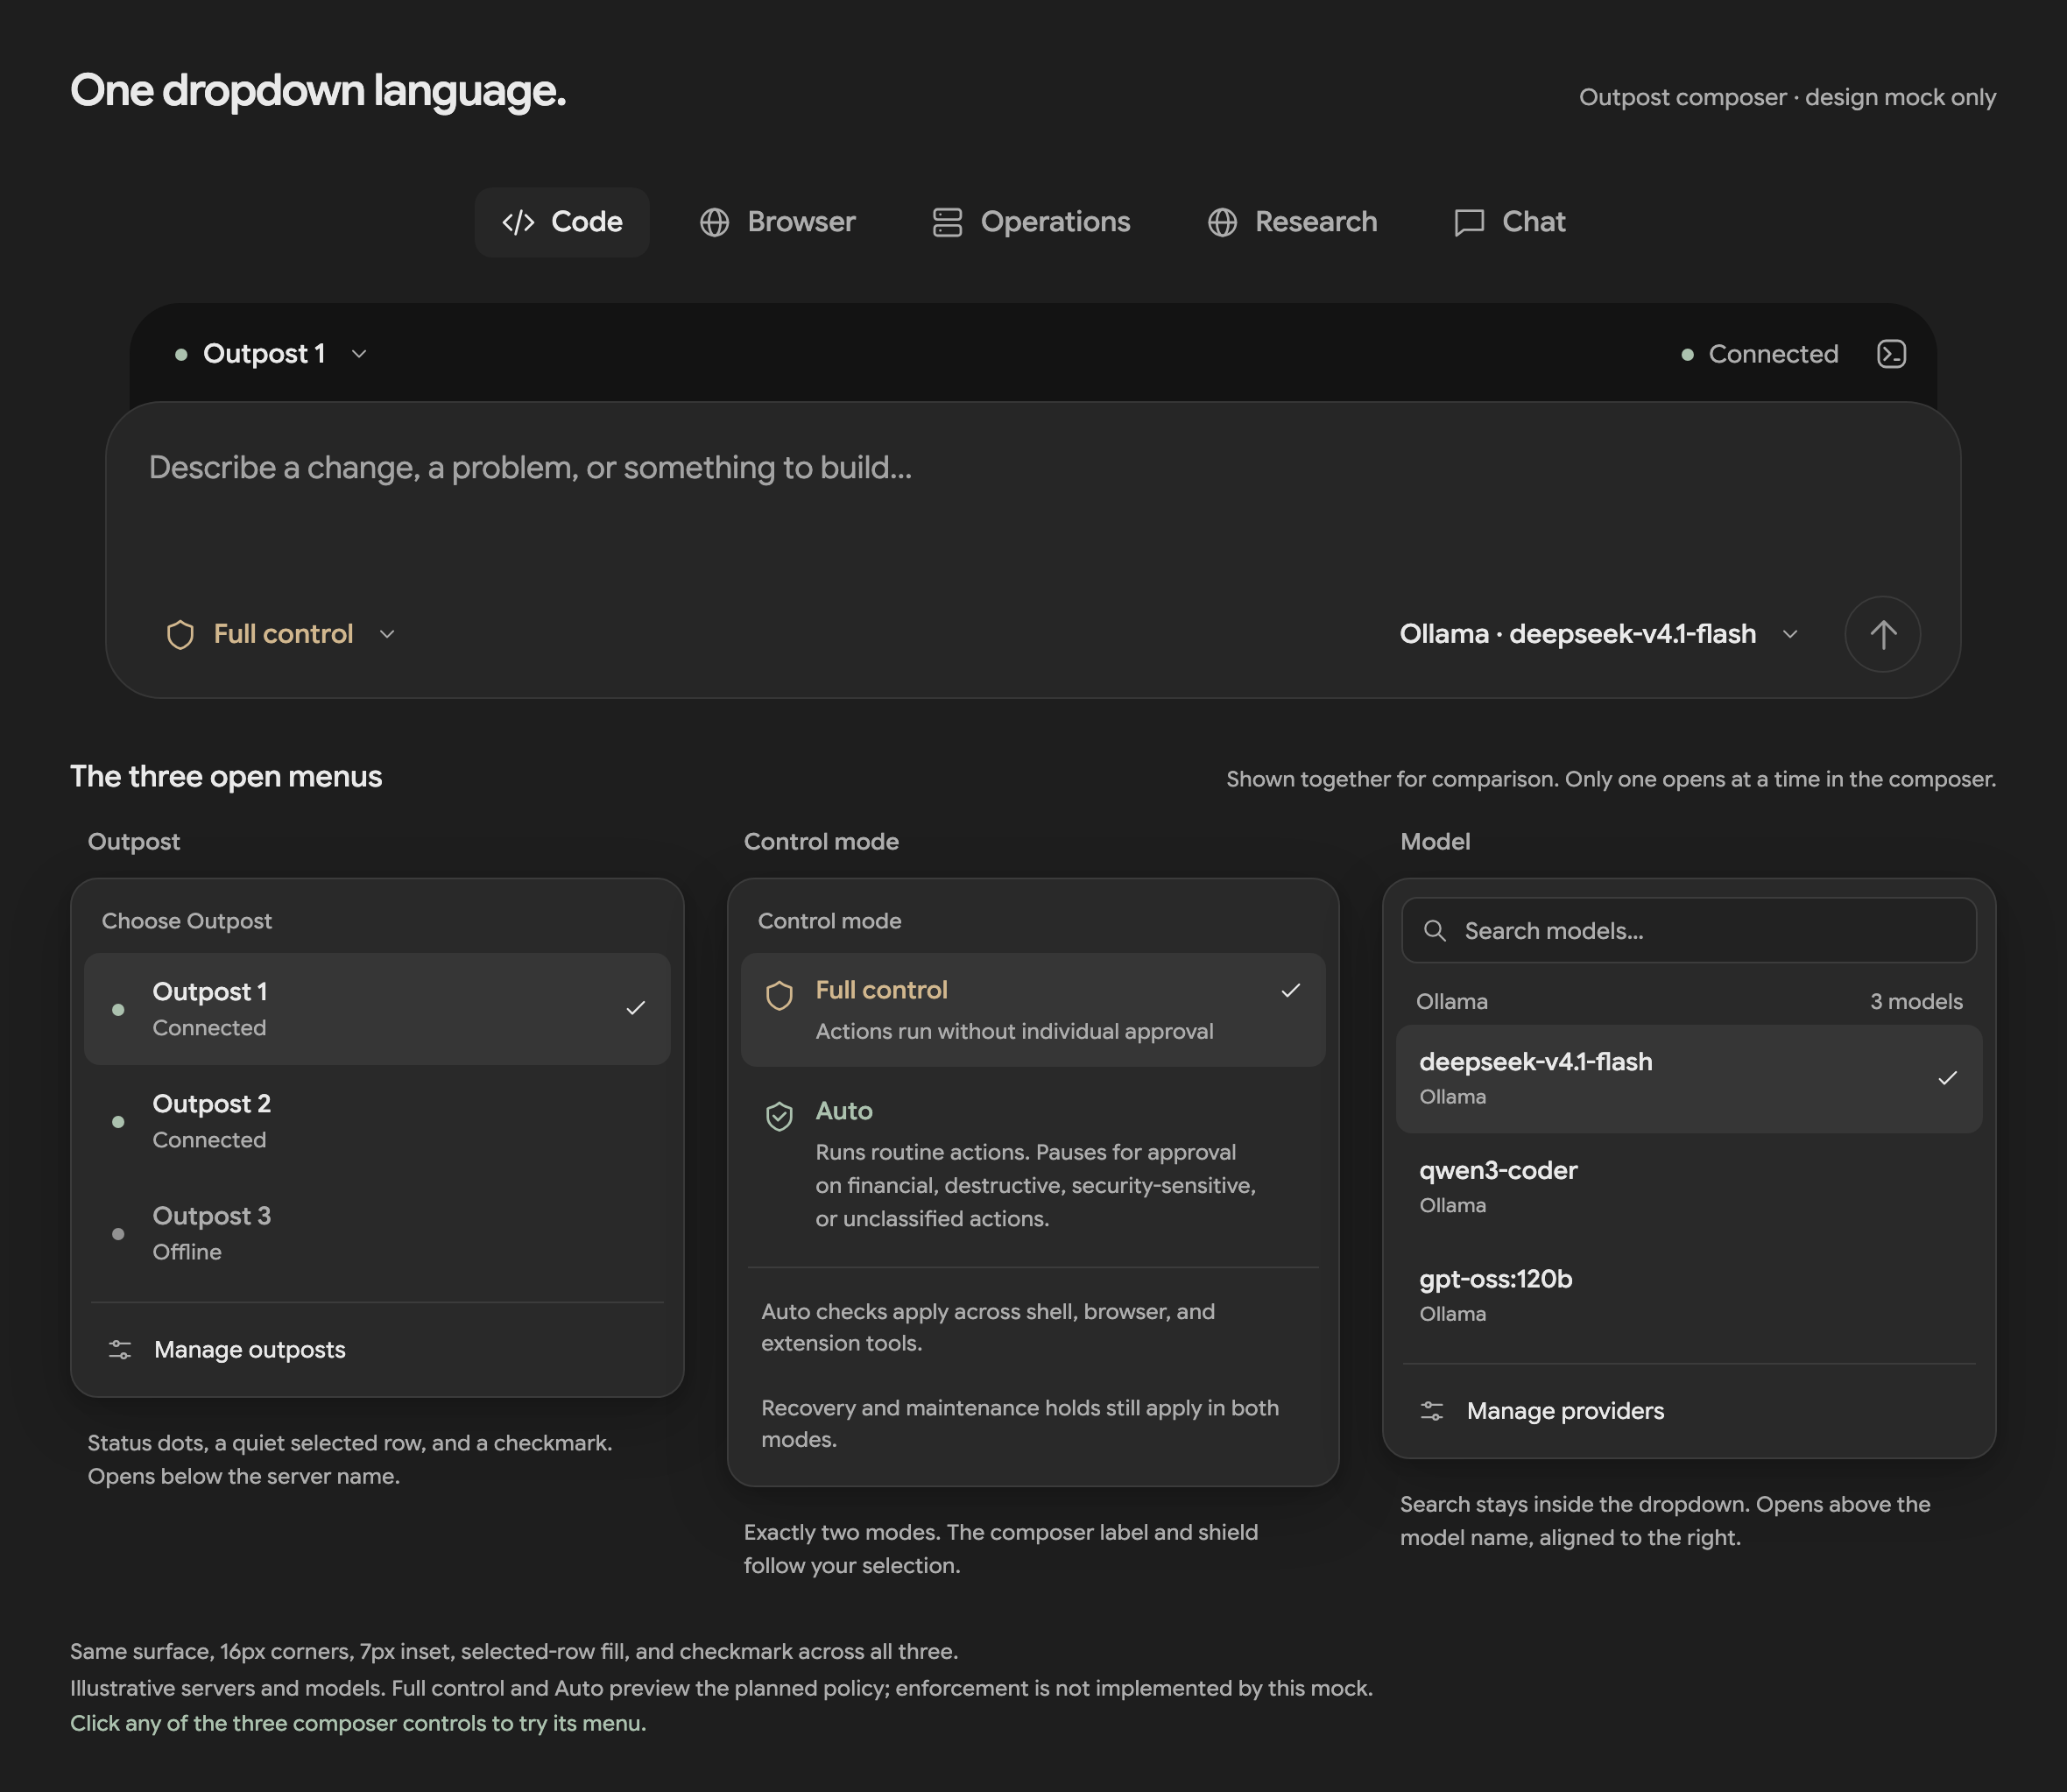 One dropdown language.
Outpost composer · design mock only
Code
Browser
Operations
Research
Chat
Outpost 1
Connected
Describe a change, a problem, or something to build...
Full control
Ollama · deepseek-v4.1-flash
The three open menus
Shown together for comparison. Only one opens at a time in the composer.
Outpost
Choose Outpost
Outpost 1
Connected
Outpost 2
Connected
Outpost 3
Offline
Manage outposts
Status dots, a quiet selected row, and a checkmark.
Opens below the server name.
Control mode
Control mode
Full control
Actions run without individual approval
Auto
Runs routine actions. Pauses for approval
on financial, destructive, security-sensitive,
or unclassified actions.
Auto checks apply across shell, browser, and
extension tools.
Recovery and maintenance holds still apply in both
modes.
Exactly two modes. The composer label and shield
follow your selection.
Model
Search models...
Ollama
3 models
deepseek-v4.1-flash
Ollama
qwen3-coder
Ollama
gpt-oss:120b
Ollama
Manage providers
Search stays inside the dropdown. Opens above the
model name, aligned to the right.
Same surface, 16px corners, 7px inset, selected-row fill, and checkmark across all three.
Illustrative servers and models. Full control and Auto preview the planned policy; enforcement is not implemented by this mock.
Click any of the three composer controls to try its menu.